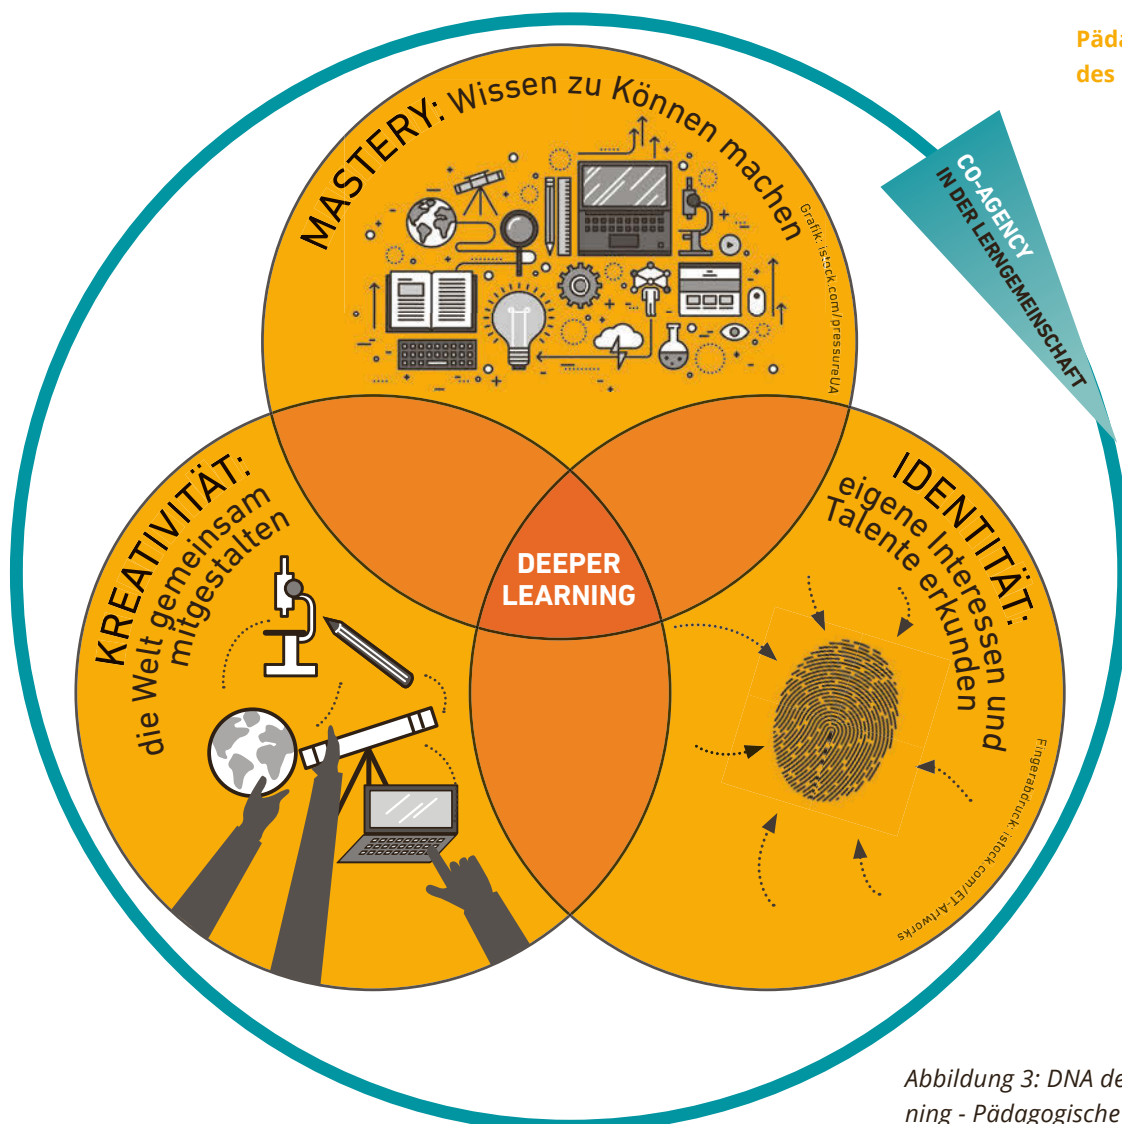 Päda
des
MASTERY: Wissen zu Können machen
Grafik: istock.com/pressureUA
CO-AGENCY
IN DER LERNGEMEINSCHAFT
KREATIVITÄT:
die Welt gemeinsam
mitgestalten
IDENTITÄT:
eigene Interessen und
Talente erkunden
DEEPER
LEARNING
Fingerabdruck: istock.com/ET-Artworks
Abbildung 3: DNA de
ning - Pädagogische